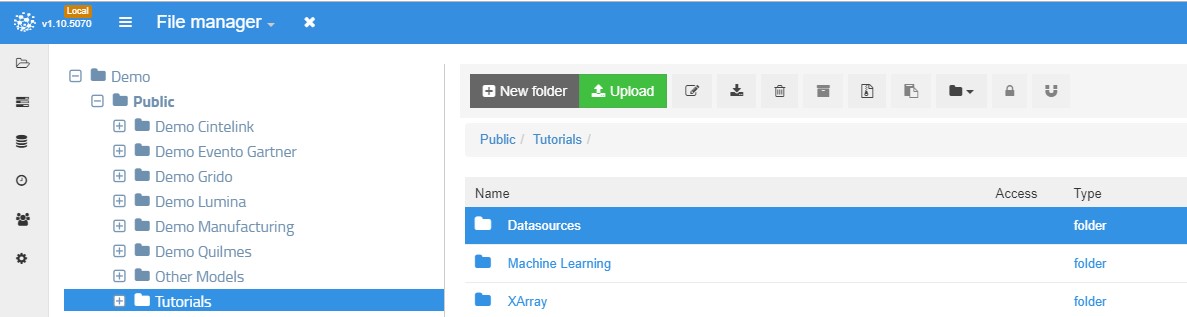 Local
v1.10.5070
File manager
Demo
Public
Demo Cintelink
Demo Evento Gartner
Demo Grido
Demo Lumina
Demo Manufacturing
Demo Quilmes
Other Models
Tutorials
New folder Upload
Public / Tutorials /
Name Access Type
Datasources folder
Machine Learning folder
XArray folder